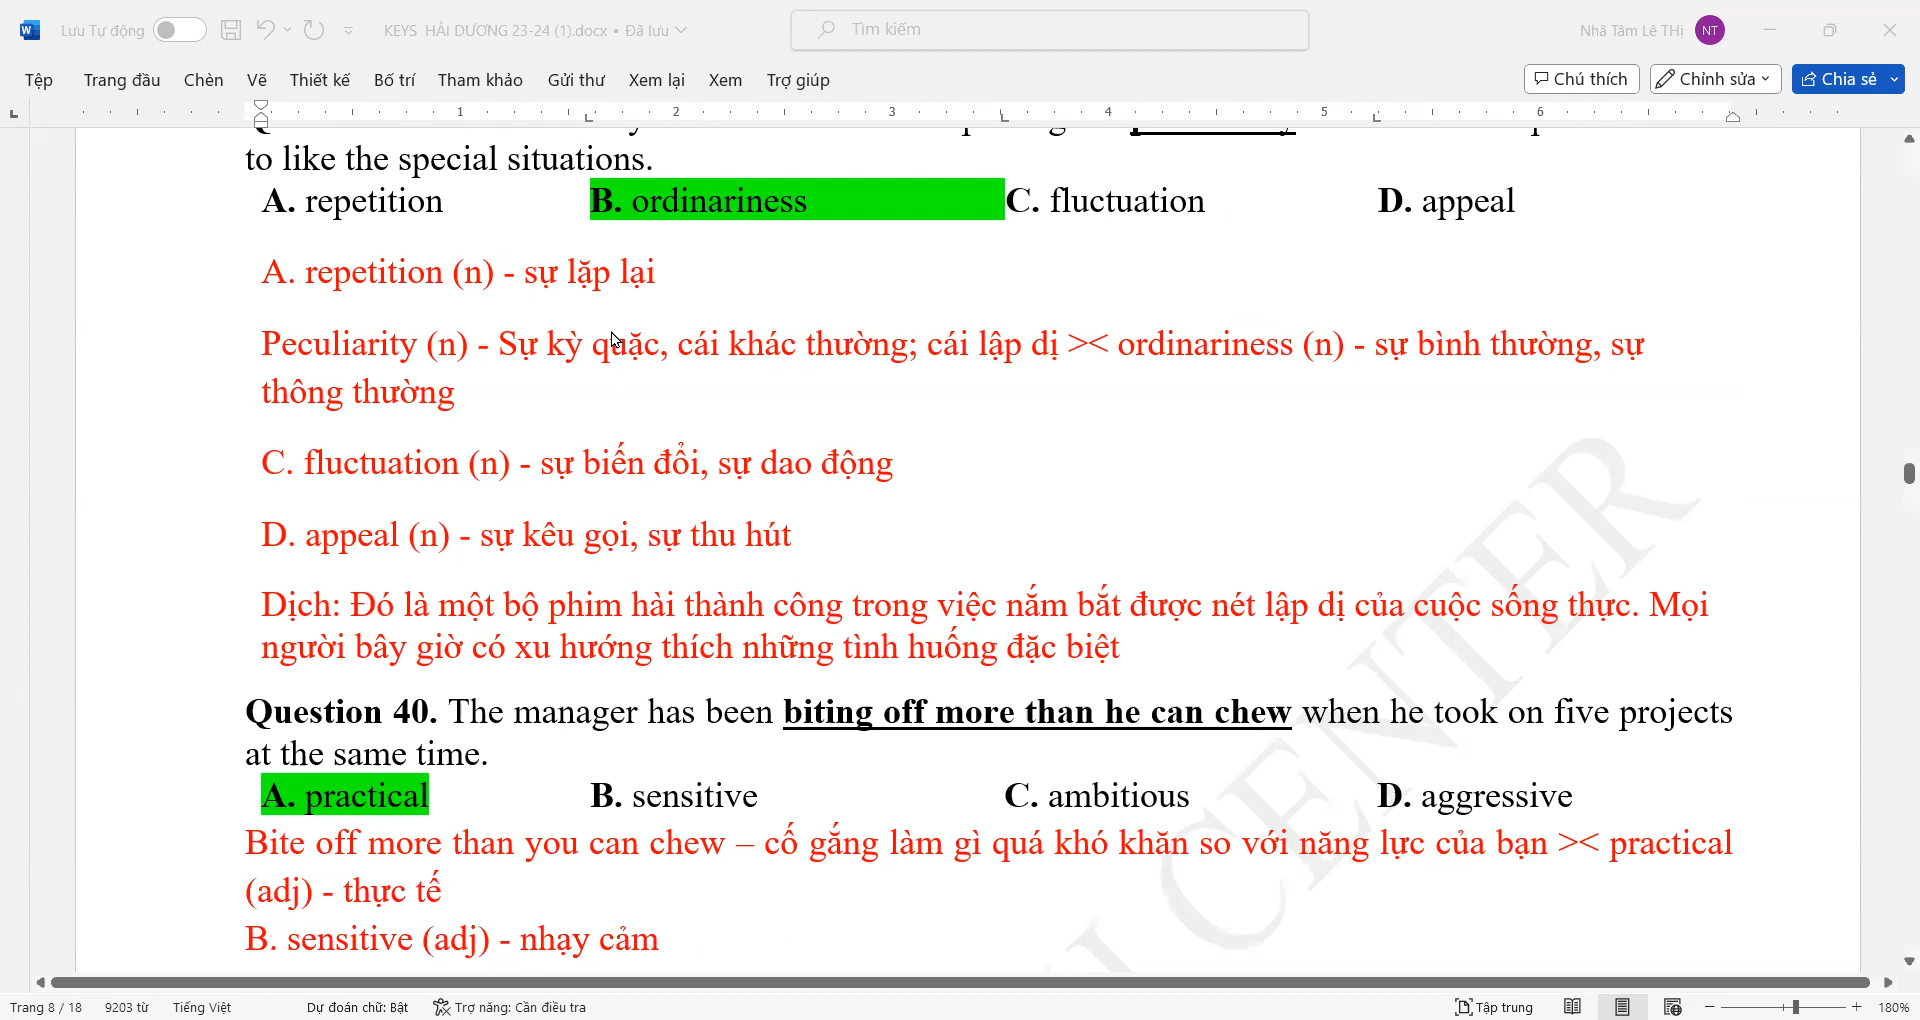 Lưu Tự động
KEYS HẢI DƯƠNG 23-24 (1).docx • Đã lưu
Tìm kiếm
Nhã Tâm Lê THị
NT
Tệp Trang đầu Chèn Vẽ Thiết kế Bố trí Tham khảo Gửi thư Xem lại Xem Trợ giúp
Chú thích Chỉnh sửa Chia sẻ
1 2 3 4 5 6
to like the special situations.
A. repetition B. ordinariness C. fluctuation D. appeal
A. repetition (n) - sự lặp lại
Peculiarity (n) - Sự kỳ quặc, cái khác thường; cái lập dị >< ordinariness (n) - sự bình thường, sự
thông thường
C. fluctuation (n) - sự biến đổi, sự dao động
D. appeal (n) - sự kêu gọi, sự thu hút
Dịch: Đó là một bộ phim hài thành công trong việc nắm bắt được nét lập dị của cuộc sống thực. Mọi
người bây giờ có xu hướng thích những tình huống đặc biệt
Question 40. The manager has been biting off more than he can chew when he took on five projects
at the same time.
A. practical B. sensitive C. ambitious D. aggressive
Bite off more than you can chew – cố gắng làm gì quá khó khăn so với năng lực của bạn >< practical
(adj) - thực tế
B. sensitive (adj) - nhạy cảm
CENTER
Trang 8 / 18 9203 từ Tiếng Việt Dự đoán chữ: Bật Trợ năng: Cần điều tra Tập trung 180%